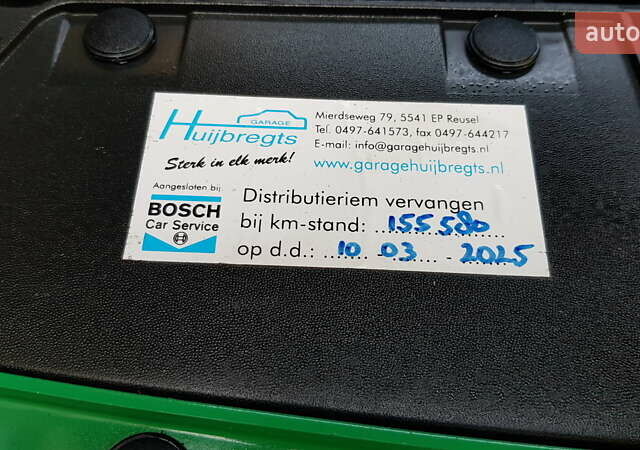 auto
GARAGE
Huijbregts
Sterk in elk merk!
Mierdseweg 79, 5541 EP Reusel
Tel. 0497-641573, fax 0497-644217
E-mail: info@garagehuijbregts.nl
www.garagehuijbregts.nl
Aangesloten bij:
BOSCH
Car Service
Distributieriem vervangen
bij km-stand: 155580
op d.d.: 10 - 03 - 2025